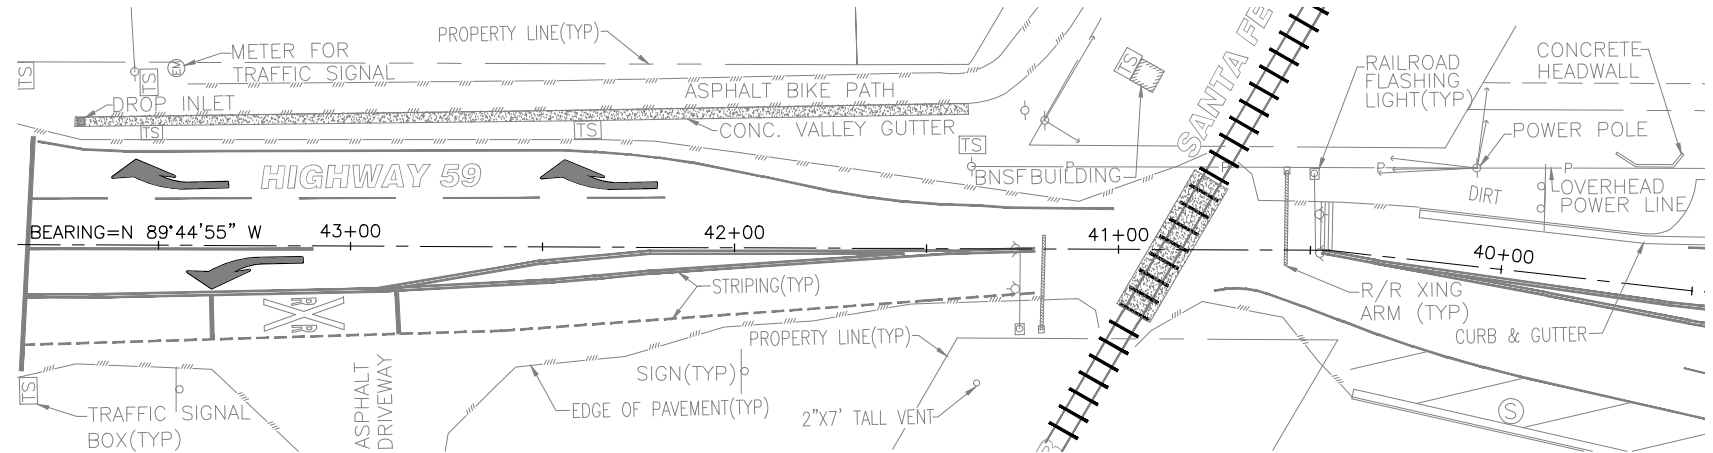 PROPERTY LINE(TYP)
METER FOR
TRAFFIC SIGNAL
EM
TS
TS
DROP INLET
TS
ASPHALT BIKE PATH
CONC. VALLEY GUTTER
TS
TS
TS
SANTA FE
RAILROAD
FLASHING
LIGHT(TYP)
CONCRETE
HEADWALL
POWER POLE
HIGHWAY 59
BNSF BUILDING
P
P
P
P
DIRT
OVERHEAD
POWER LINE
BEARING=N 89°44'55" W
43+00
42+00
41+00
40+00
STRIPING(TYP)
R
R
R/R XING
ARM (TYP)
CURB & GUTTER
PROPERTY LINE(TYP)
SIGN(TYP)
EDGE OF PAVEMENT(TYP)
2"X7' TALL VENT
ASPHALT
DRIVEWAY
TS
TRAFFIC SIGNAL
BOX(TYP)
S